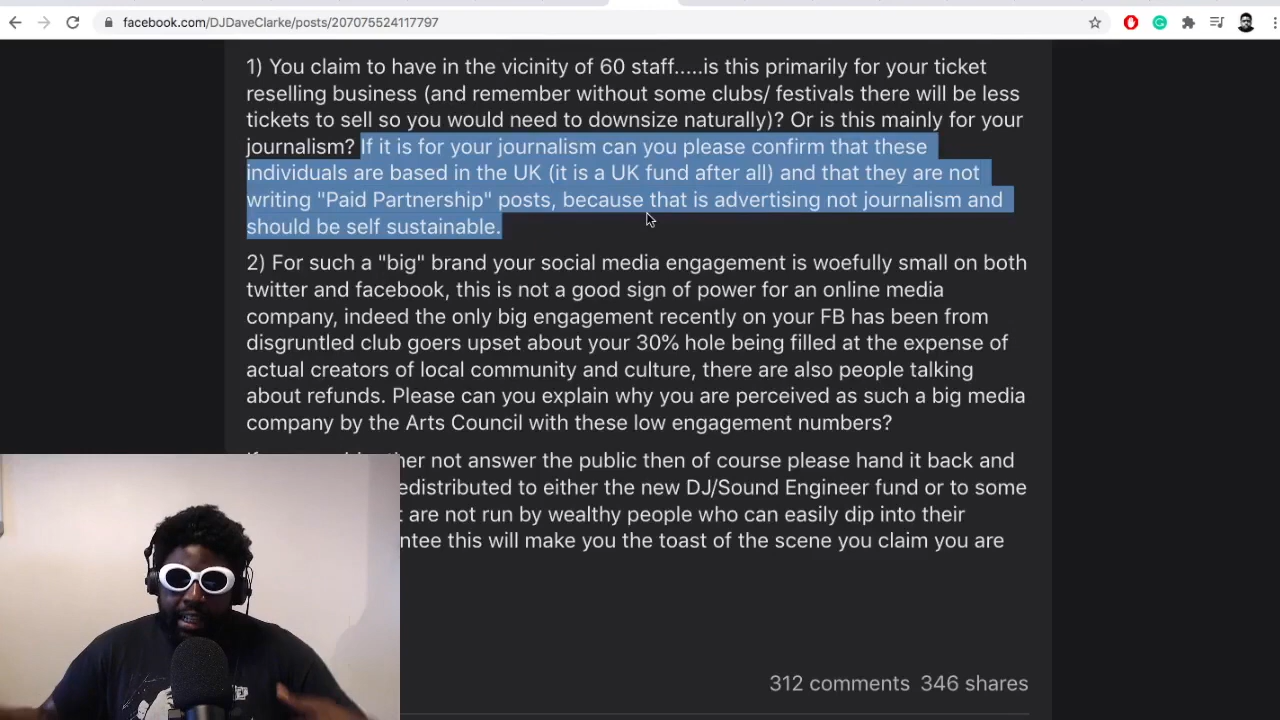 facebook.com/DJDaveClarke/posts/207075524117797
1) You claim to have in the vicinity of 60 staff.....is this primarily for your ticket
reselling business (and remember without some clubs/ festivals there will be less
tickets to sell so you would need to downsize naturally)? Or is this mainly for your
journalism? If it is for your journalism can you please confirm that these
individuals are based in the UK (it is a UK fund after all) and that they are not
writing "Paid Partnership" posts, because that is advertising not journalism and
should be self sustainable.
2) For such a "big" brand your social media engagement is woefully small on both
twitter and facebook, this is not a good sign of power for an online media
company, indeed the only big engagement recently on your FB has been from
disgruntled club goers upset about your 30% hole being filled at the expense of
actual creators of local community and culture, there are also people talking
about refunds. Please can you explain why you are perceived as such a big media
company by the Arts Council with these low engagement numbers?
not answer the public then of course please hand it back and
edistributed to either the new DJ/Sound Engineer fund or to some
are not run by wealthy people who can easily dip into their
ntee this will make you the toast of the scene you claim you are
312 comments 346 shares